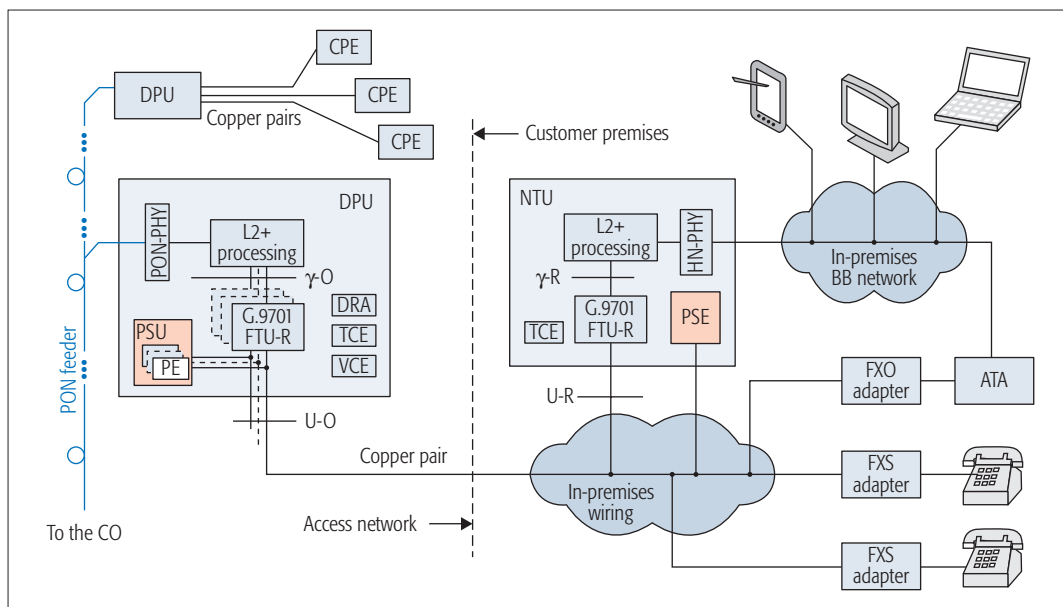 CPE
DPU
CPE
Copper pairs
CPE
Customer premises
DPU
PON-PHY
L2+
processing
γ-O
G.9701
FTU-R
DRA
TCE
VCE
PSU
PE
U-O
PON feeder
To the CO
Copper pair
Access network
NTU
L2+
processing
HN-PHY
γ-R
G.9701
FTU-R
TCE
PSE
U-R
In-premises
BB network
In-premises
wiring
FXO
adapter
ATA
FXS
adapter
FXS
adapter